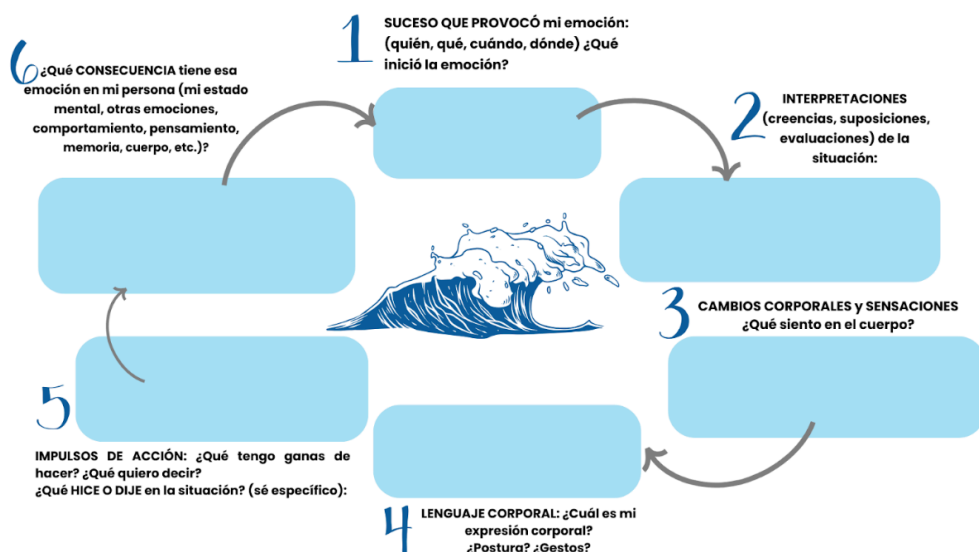 1 SUCESO QUE PROVOCÓ mi emoción:
(quién, qué, cuándo, dónde) ¿Qué
inició la emoción?
2 INTERPRETACIONES
(creencias, suposiciones,
evaluaciones) de la
situación:
3 CAMBIOS CORPORALES y SENSACIONES
¿Qué siento en el cuerpo?
4 LENGUAJE CORPORAL: ¿Cuál es mi
expresión corporal?
¿Postura? ¿Gestos?
5
IMPULSOS DE ACCIÓN: ¿Qué tengo ganas de
hacer? ¿Qué quiero decir?
¿Qué HICE O DIJE en la situación? (sé específico):
6 ¿Qué CONSECUENCIA tiene esa
emoción en mi persona (mi estado
mental, otras emociones,
comportamiento, pensamiento,
memoria, cuerpo, etc.)?